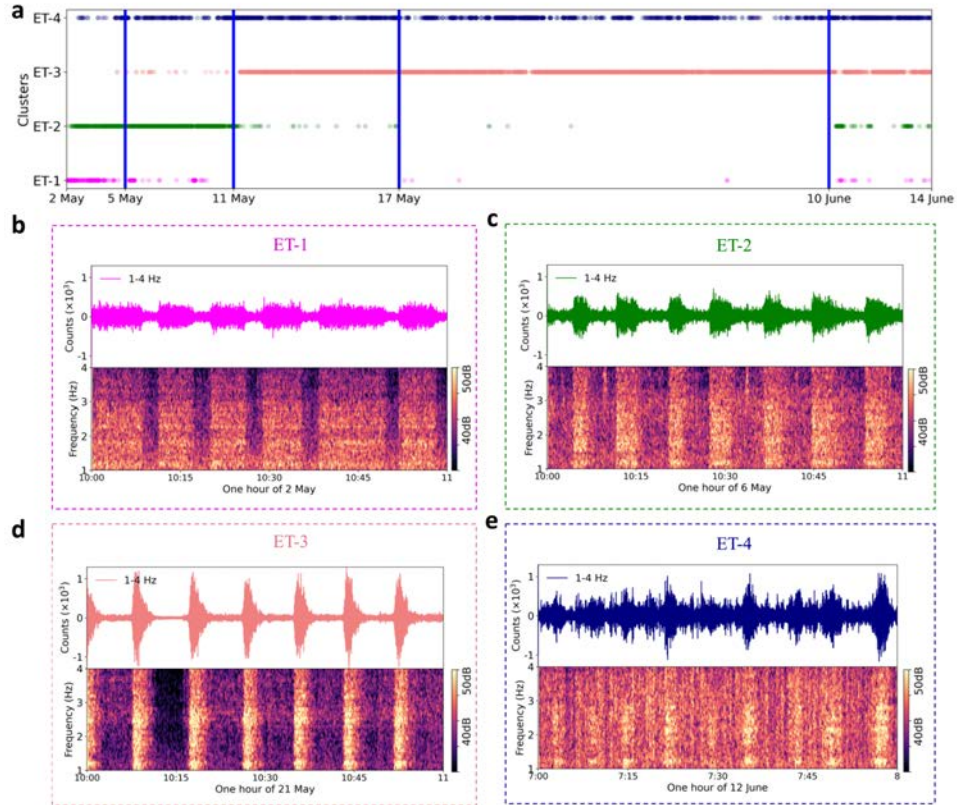 a
ET-4
ET-3
ET-2
ET-1
Clusters
2 May 5 May 11 May 17 May 10 June 14 June
b
ET-1
1-4 Hz
Counts (×10³)
1
0
-1
Frequency (Hz)
4
3
2
1
50dB
40dB
10:00 10:15 10:30 10:45 11
One hour of 2 May
c
ET-2
1-4 Hz
Counts (×10³)
1
0
-1
Frequency (Hz)
4
3
2
1
50dB
40dB
10:00 10:15 10:30 10:45 11
One hour of 6 May
d
ET-3
1-4 Hz
Counts (×10³)
1
0
-1
Frequency (Hz)
4
3
2
1
50dB
40dB
10:00 10:15 10:30 10:45 11
One hour of 21 May
e
ET-4
1-4 Hz
Counts (×10³)
1
0
-1
Frequency (Hz)
4
3
2
1
50dB
40dB
7:00 7:15 7:30 7:45 8
One hour of 12 June